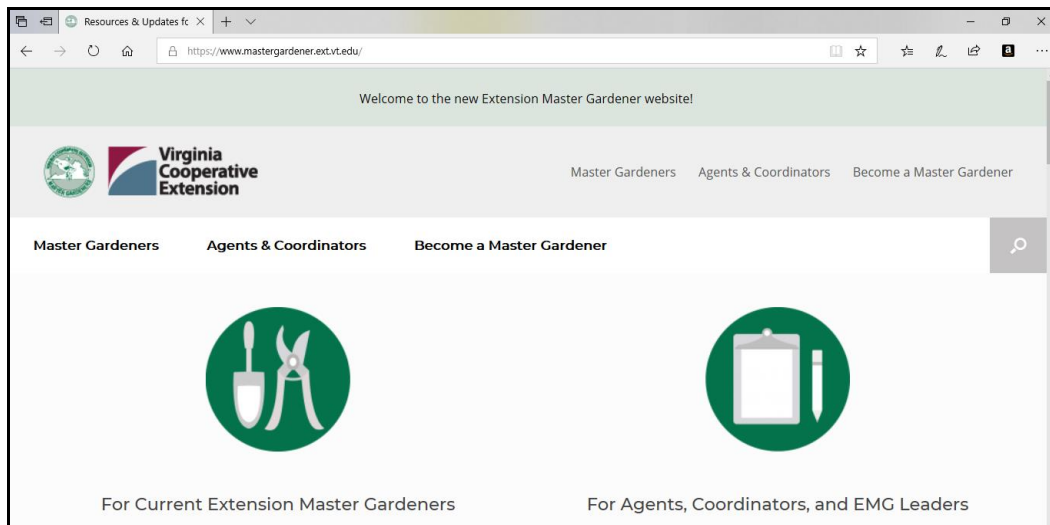 Resources & Updates fc
https://www.mastergardener.ext.vt.edu/
a
Welcome to the new Extension Master Gardener website!
Virginia
Cooperative
Extension
Master Gardeners Agents & Coordinators Become a Master Gardener
Master Gardeners Agents & Coordinators Become a Master Gardener
For Current Extension Master Gardeners
For Agents, Coordinators, and EMG Leaders